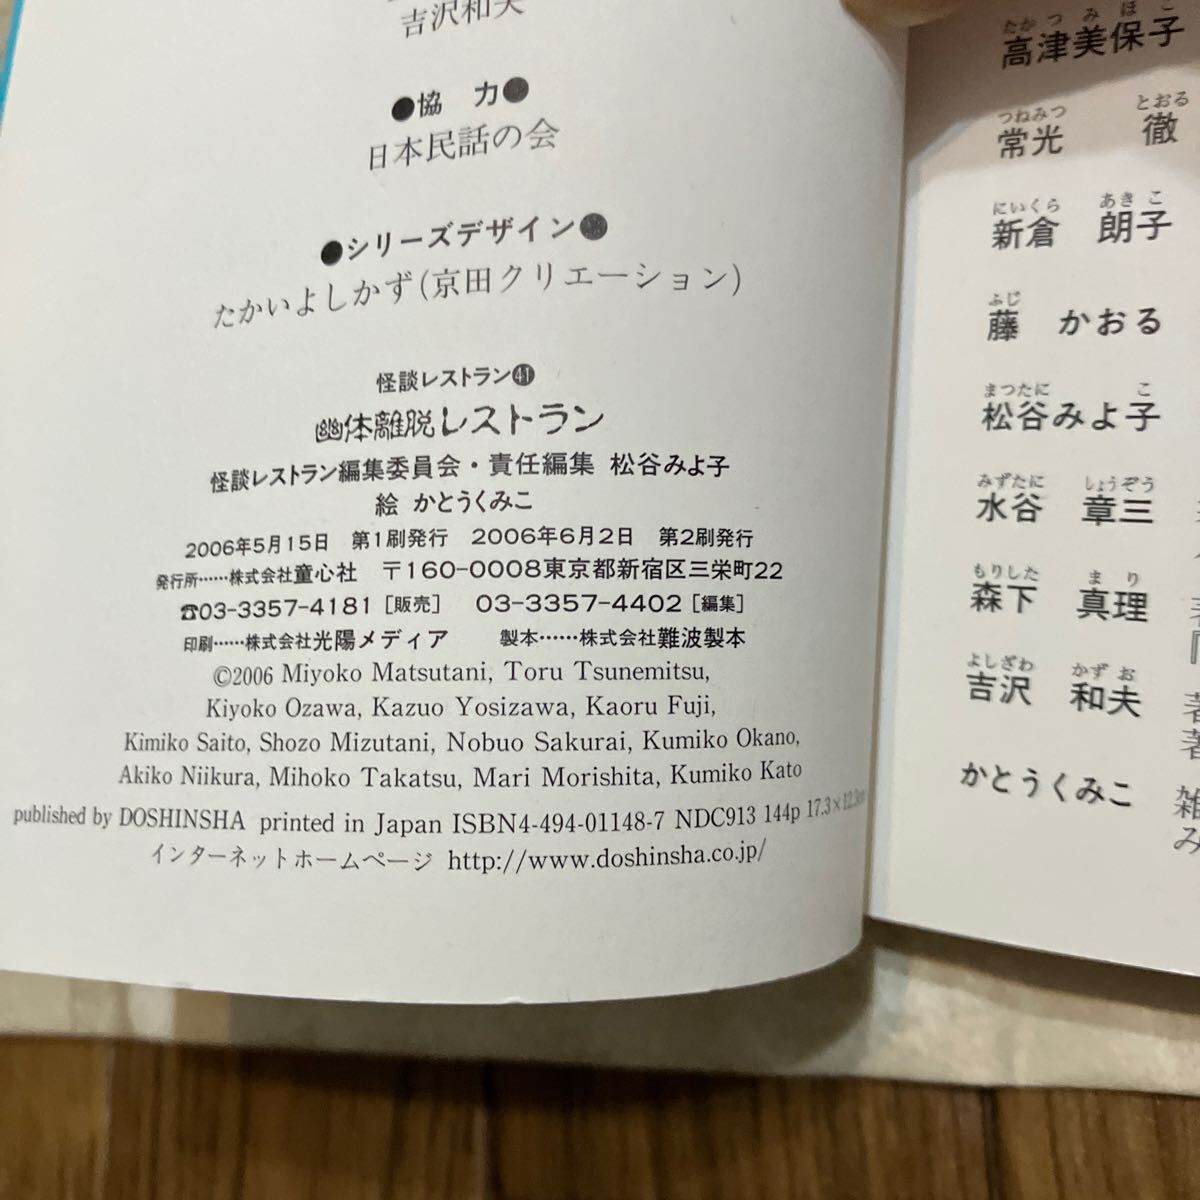 吉沢和夫
●協 力●
日本民話の会
●シリーズデザイン●
たかいよしかず(京田クリエーション)
怪談レストラン㊶
幽体離脱レストラン
怪談レストラン編集委員会・責任編集 松谷みよ子
絵 かとうくみこ
2006年5月15日 第1刷発行 2006年6月2日 第2刷発行
発行所……株式会社童心社 〒160-0008東京都新宿区三栄町22
☎03-3357-4181[販売] 03-3357-4402[編集]
印刷……株式会社光陽メディア 製本……株式会社難波製本
©2006 Miyoko Matsutani, Toru Tsunemitsu,
Kiyoko Ozawa, Kazuo Yosizawa, Kaoru Fuji,
Kimiko Saito, Shozo Mizutani, Nobuo Sakurai, Kumiko Okano,
Akiko Niikura, Mihoko Takatsu, Mari Morishita, Kumiko Kato
published by DOSHINSHA printed in Japan ISBN4-494-01148-7 NDC913 144p 17.3×12.3cm
インターネットホームページ http://www.doshinsha.co.jp/
たかつ みほこ
高津美保子
つねみつ とおる
常光 徹
にいくら あきこ
新倉 朗子
ふじ
藤 かおる
まつたに こ
松谷みよ子
みずたに しょうぞう
水谷 章三
もりした まり
森下 真理
よしざわ かずお
吉沢 和夫
かとうくみこ